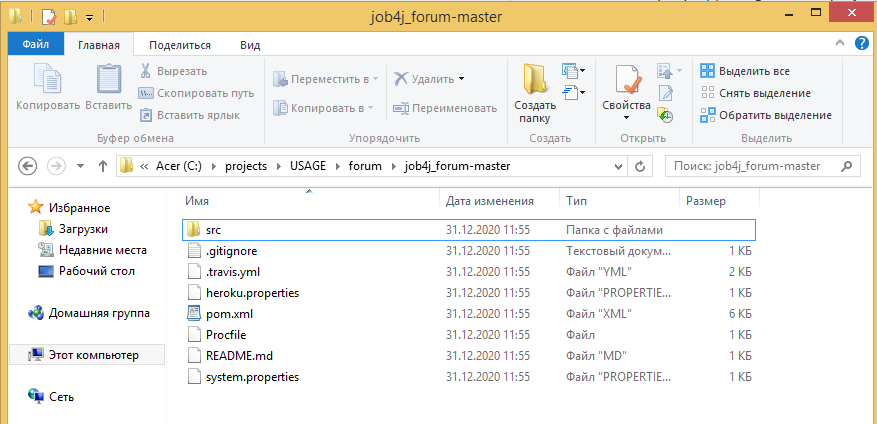 job4j_forum-master
Файл Главная Поделиться Вид
Копировать
Вставить
Вырезать
Скопировать путь
Вставить ярлык
Буфер обмена
Переместить в
Копировать в
Удалить
Переименовать
Упорядочить
Создать папку
Создать
Свойства
Открыть
Выделить все
Снять выделение
Обратить выделение
Выделить
« Acer (C:) projects USAGE forum job4j_forum-master
Поиск: job4j_forum-master
Избранное
Загрузки
Недавние места
Рабочий стол
Домашняя группа
Этот компьютер
Сеть
Имя Дата изменения Тип Размер
src 31.12.2020 11:55 Папка с файлами
.gitignore 31.12.2020 11:55 Текстовый докум... 1 КБ
.travis.yml 31.12.2020 11:55 Файл "YML" 2 КБ
heroku.properties 31.12.2020 11:55 Файл "PROPERTIE... 1 КБ
pom.xml 31.12.2020 11:55 Файл "XML" 6 КБ
Procfile 31.12.2020 11:55 Файл 1 КБ
README.md 31.12.2020 11:55 Файл "MD" 1 КБ
system.properties 31.12.2020 11:55 Файл "PROPERTIE... 1 КБ